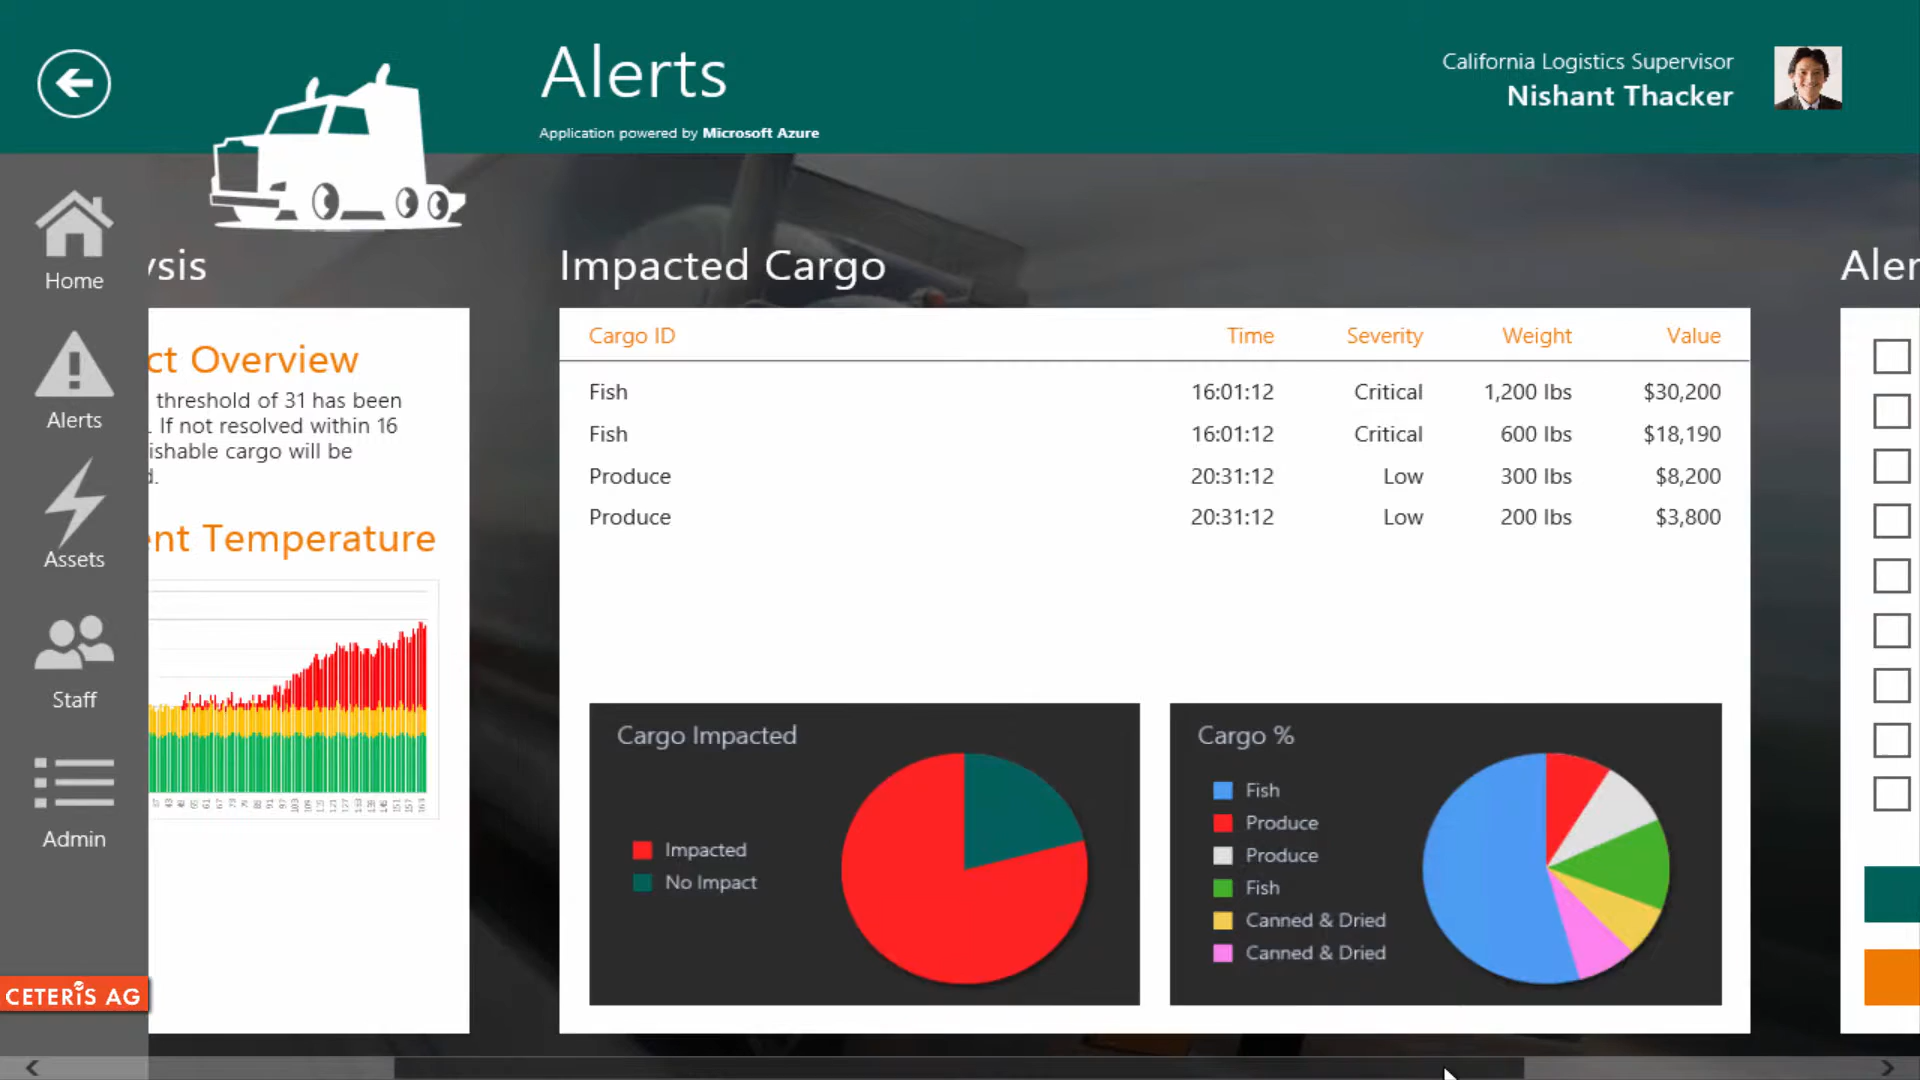 Alerts
Application powered by Microsoft Azure
California Logistics Supervisor
Nishant Thacker
Home
Alerts
Assets
Staff
Admin
CETERIS AG
ysis
ct Overview
threshold of 31 has been
. If not resolved within 16
ishable cargo will be
d.
ent Temperature
Impacted Cargo
Cargo ID Time Severity Weight Value
Fish 16:01:12 Critical 1,200 lbs $30,200
Fish 16:01:12 Critical 600 lbs $18,190
Produce 20:31:12 Low 300 lbs $8,200
Produce 20:31:12 Low 200 lbs $3,800
Cargo Impacted
Impacted
No Impact
Cargo %
Fish
Produce
Produce
Fish
Canned & Dried
Canned & Dried
Aler